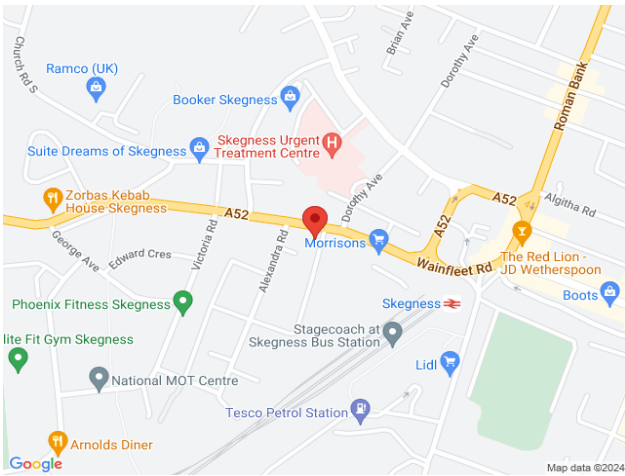 Church Rd S
Brian Ave
Dorothy Ave
Roman Bank
Ramco (UK)
Booker Skegness
Skegness Urgent
Treatment Centre
Suite Dreams of Skegness
Zorbas Kebab
House Skegness
A52
Dorothy Ave
A52
A52
Algitha Rd
George Ave
Edward Cres
Victoria Rd
Alexandra Rd
Morrisons
Wainfleet Rd
The Red Lion -
JD Wetherspoon
Phoenix Fitness Skegness
Skegness
Boots
lite Fit Gym Skegness
Stagecoach at
Skegness Bus Station
National MOT Centre
Lidl
Tesco Petrol Station
Arnolds Diner
Google
Map data ©2024